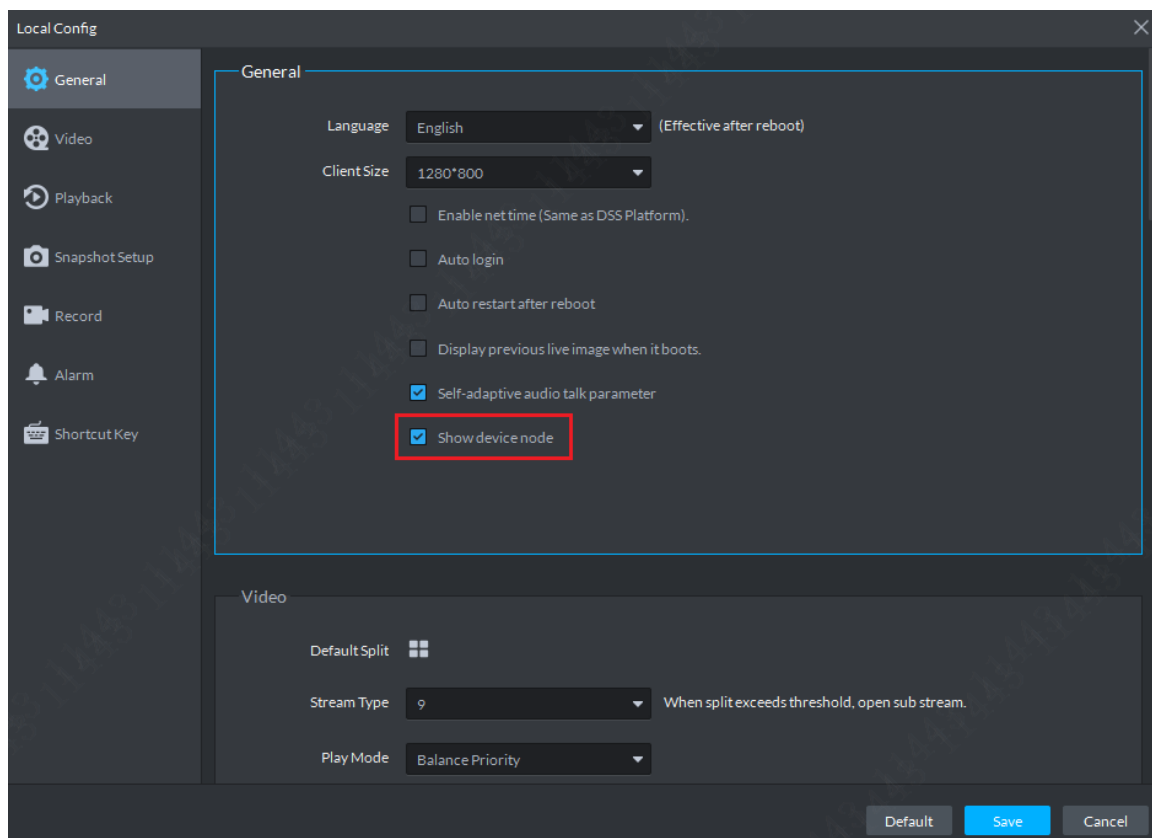 Local Config
General
Video
Playback
Snapshot Setup
Record
Alarm
Shortcut Key
General
Language English (Effective after reboot)
Client Size 1280*800
Enable net time (Same as DSS Platform).
Auto login
Auto restart after reboot
Display previous live image when it boots.
Self-adaptive audio talk parameter
Show device node
Video
Default Split
Stream Type 9 When split exceeds threshold, open sub stream.
Play Mode Balance Priority
Default Save Cancel